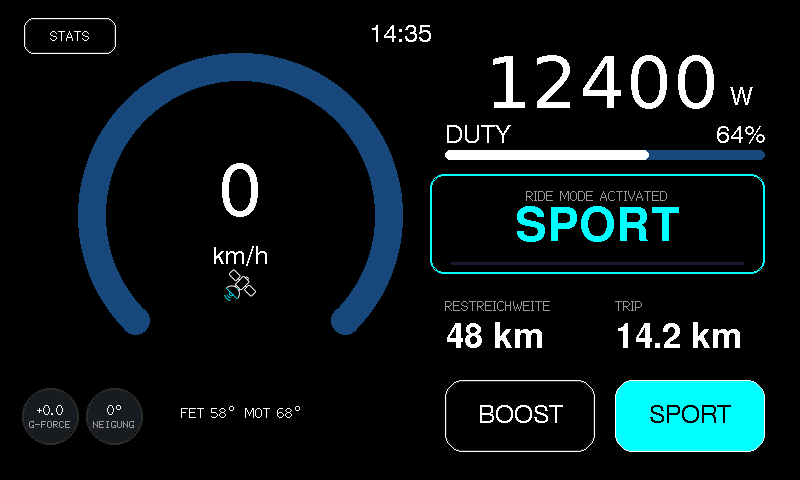 STATS
14:35
12400 W
DUTY 64%
0
km/h
RIDE MODE ACTIVATED
SPORT
RESTREICHWEITE
48 km
TRIP
14.2 km
+0.0
G-FORCE
0°
NEIGUNG
FET 58° MOT 68°
BOOST
SPORT